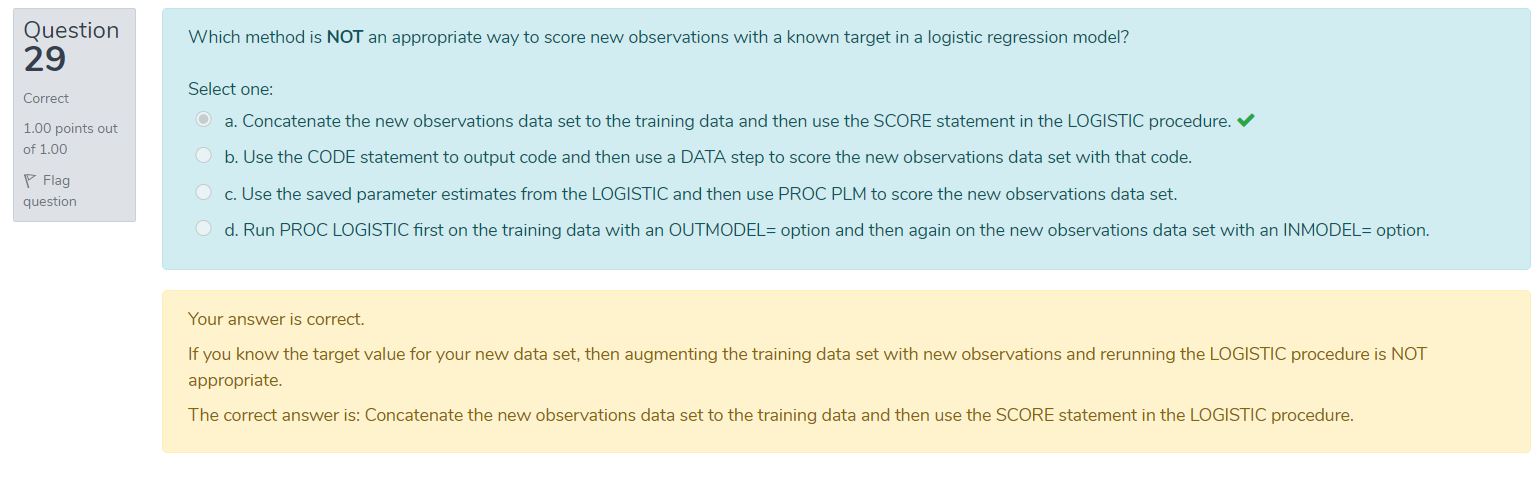 Question
29
Correct
1.00 points out
of 1.00
Flag
question
Which method is NOT an appropriate way to score new observations with a known target in a logistic regression model?
Select one:
a. Concatenate the new observations data set to the training data and then use the SCORE statement in the LOGISTIC procedure.
b. Use the CODE statement to output code and then use a DATA step to score the new observations data set with that code.
c. Use the saved parameter estimates from the LOGISTIC and then use PROC PLM to score the new observations data set.
d. Run PROC LOGISTIC first on the training data with an OUTMODEL= option and then again on the new observations data set with an INMODEL= option.
Your answer is correct.
If you know the target value for your new data set, then augmenting the training data set with new observations and rerunning the LOGISTIC procedure is NOT
appropriate.
The correct answer is: Concatenate the new observations data set to the training data and then use the SCORE statement in the LOGISTIC procedure.